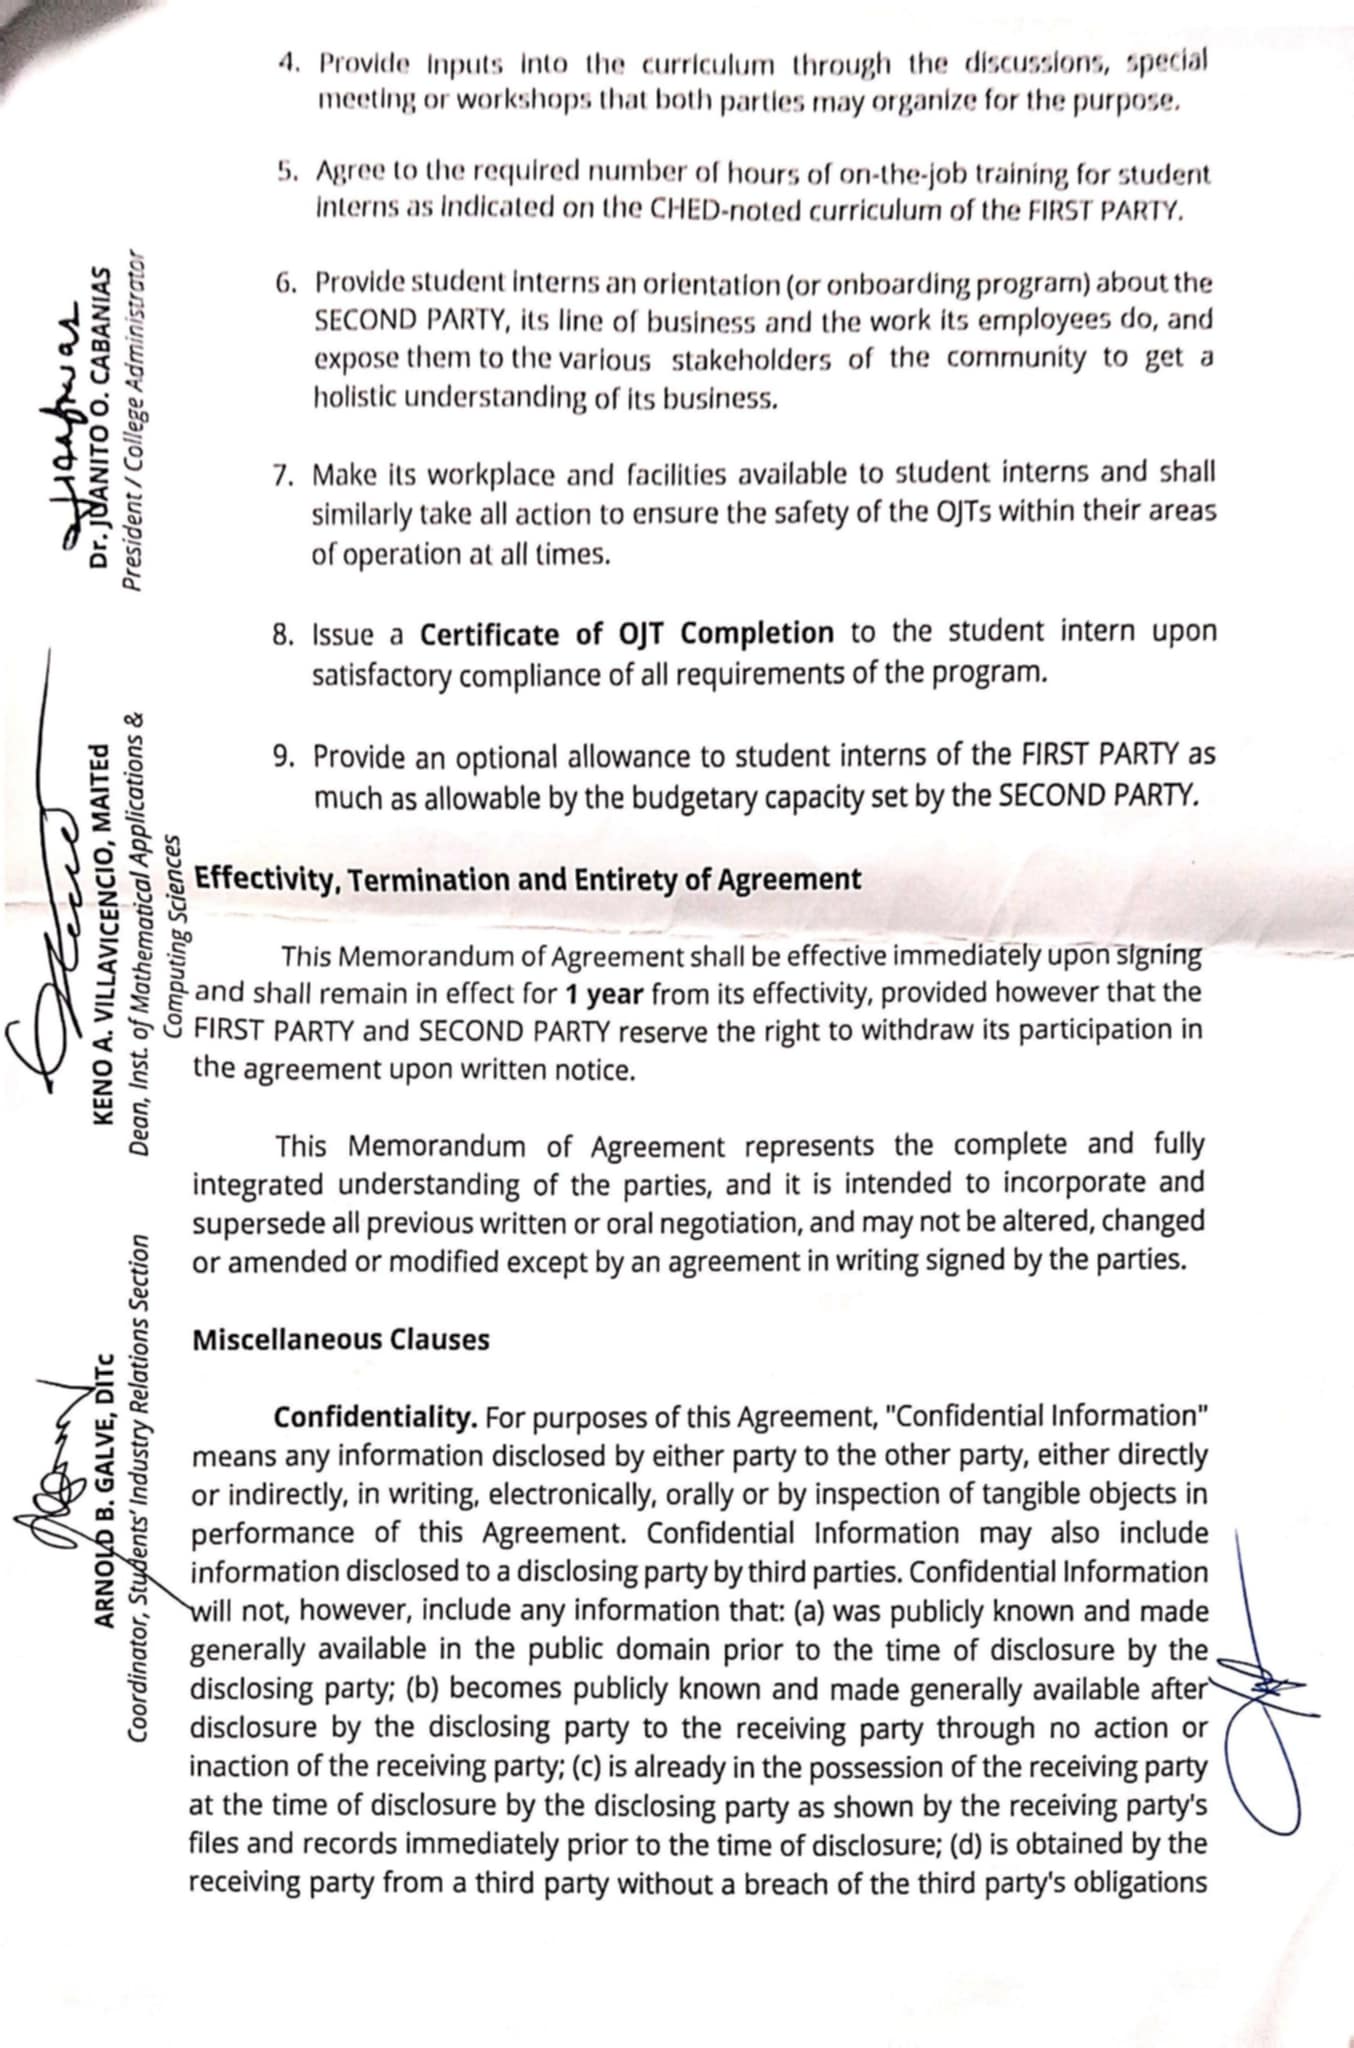 4. Provide inputs into the curriculum through the discussions, special
meeting or workshops that both parties may organize for the purpose.
5. Agree to the required number of hours of on-the-job training for student
interns as indicated on the CHED-noted curriculum of the FIRST PARTY.
6. Provide student interns an orientation (or onboarding program) about the
SECOND PARTY, its line of business and the work its employees do, and
expose them to the various stakeholders of the community to get a
holistic understanding of its business.
7. Make its workplace and facilities available to student interns and shall
similarly take all action to ensure the safety of the OJTs within their areas
of operation at all times.
8. Issue a Certificate of OJT Completion to the student intern upon
satisfactory compliance of all requirements of the program.
9. Provide an optional allowance to student interns of the FIRST PARTY as
much as allowable by the budgetary capacity set by the SECOND PARTY.
Effectivity, Termination and Entirety of Agreement
This Memorandum of Agreement shall be effective immediately upon signing
and shall remain in effect for 1 year from its effectivity, provided however that the
FIRST PARTY and SECOND PARTY reserve the right to withdraw its participation in
the agreement upon written notice.
This Memorandum of Agreement represents the complete and fully
integrated understanding of the parties, and it is intended to incorporate and
supersede all previous written or oral negotiation, and may not be altered, changed
or amended or modified except by an agreement in writing signed by the parties.
Miscellaneous Clauses
Confidentiality. For purposes of this Agreement, "Confidential Information"
means any information disclosed by either party to the other party, either directly
or indirectly, in writing, electronically, orally or by inspection of tangible objects in
performance of this Agreement. Confidential Information may also include
information disclosed to a disclosing party by third parties. Confidential Information
will not, however, include any information that: (a) was publicly known and made
generally available in the public domain prior to the time of disclosure by the
disclosing party; (b) becomes publicly known and made generally available after
disclosure by the disclosing party to the receiving party through no action or
inaction of the receiving party; (c) is already in the possession of the receiving party
at the time of disclosure by the disclosing party as shown by the receiving party's
files and records immediately prior to the time of disclosure; (d) is obtained by the
receiving party from a third party without a breach of the third party's obligations
ARNOLD B. GALVE, DITc
Coordinator, Students' Industry Relations Section
KENO A. VILLAVICENCIO, MAITED
Dean, Inst. of Mathematical Applications &
Computing Sciences
Dr. JUANITO O. CABANIAS
President / College Administrator